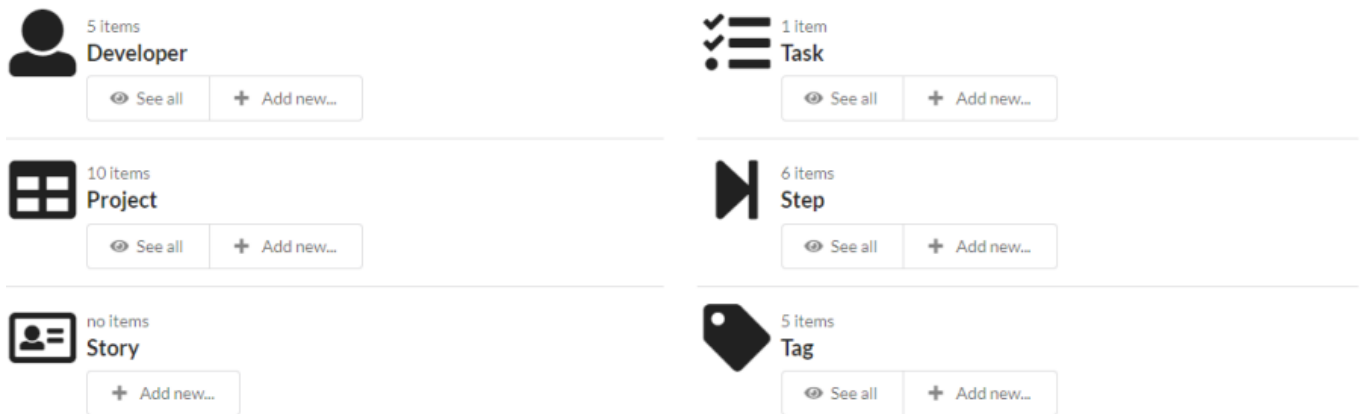 5 items
Developer
See all
Add new...
1 item
Task
See all
Add new...
10 items
Project
See all
Add new...
6 items
Step
See all
Add new...
no items
Story
Add new...
5 items
Tag
See all
Add new...